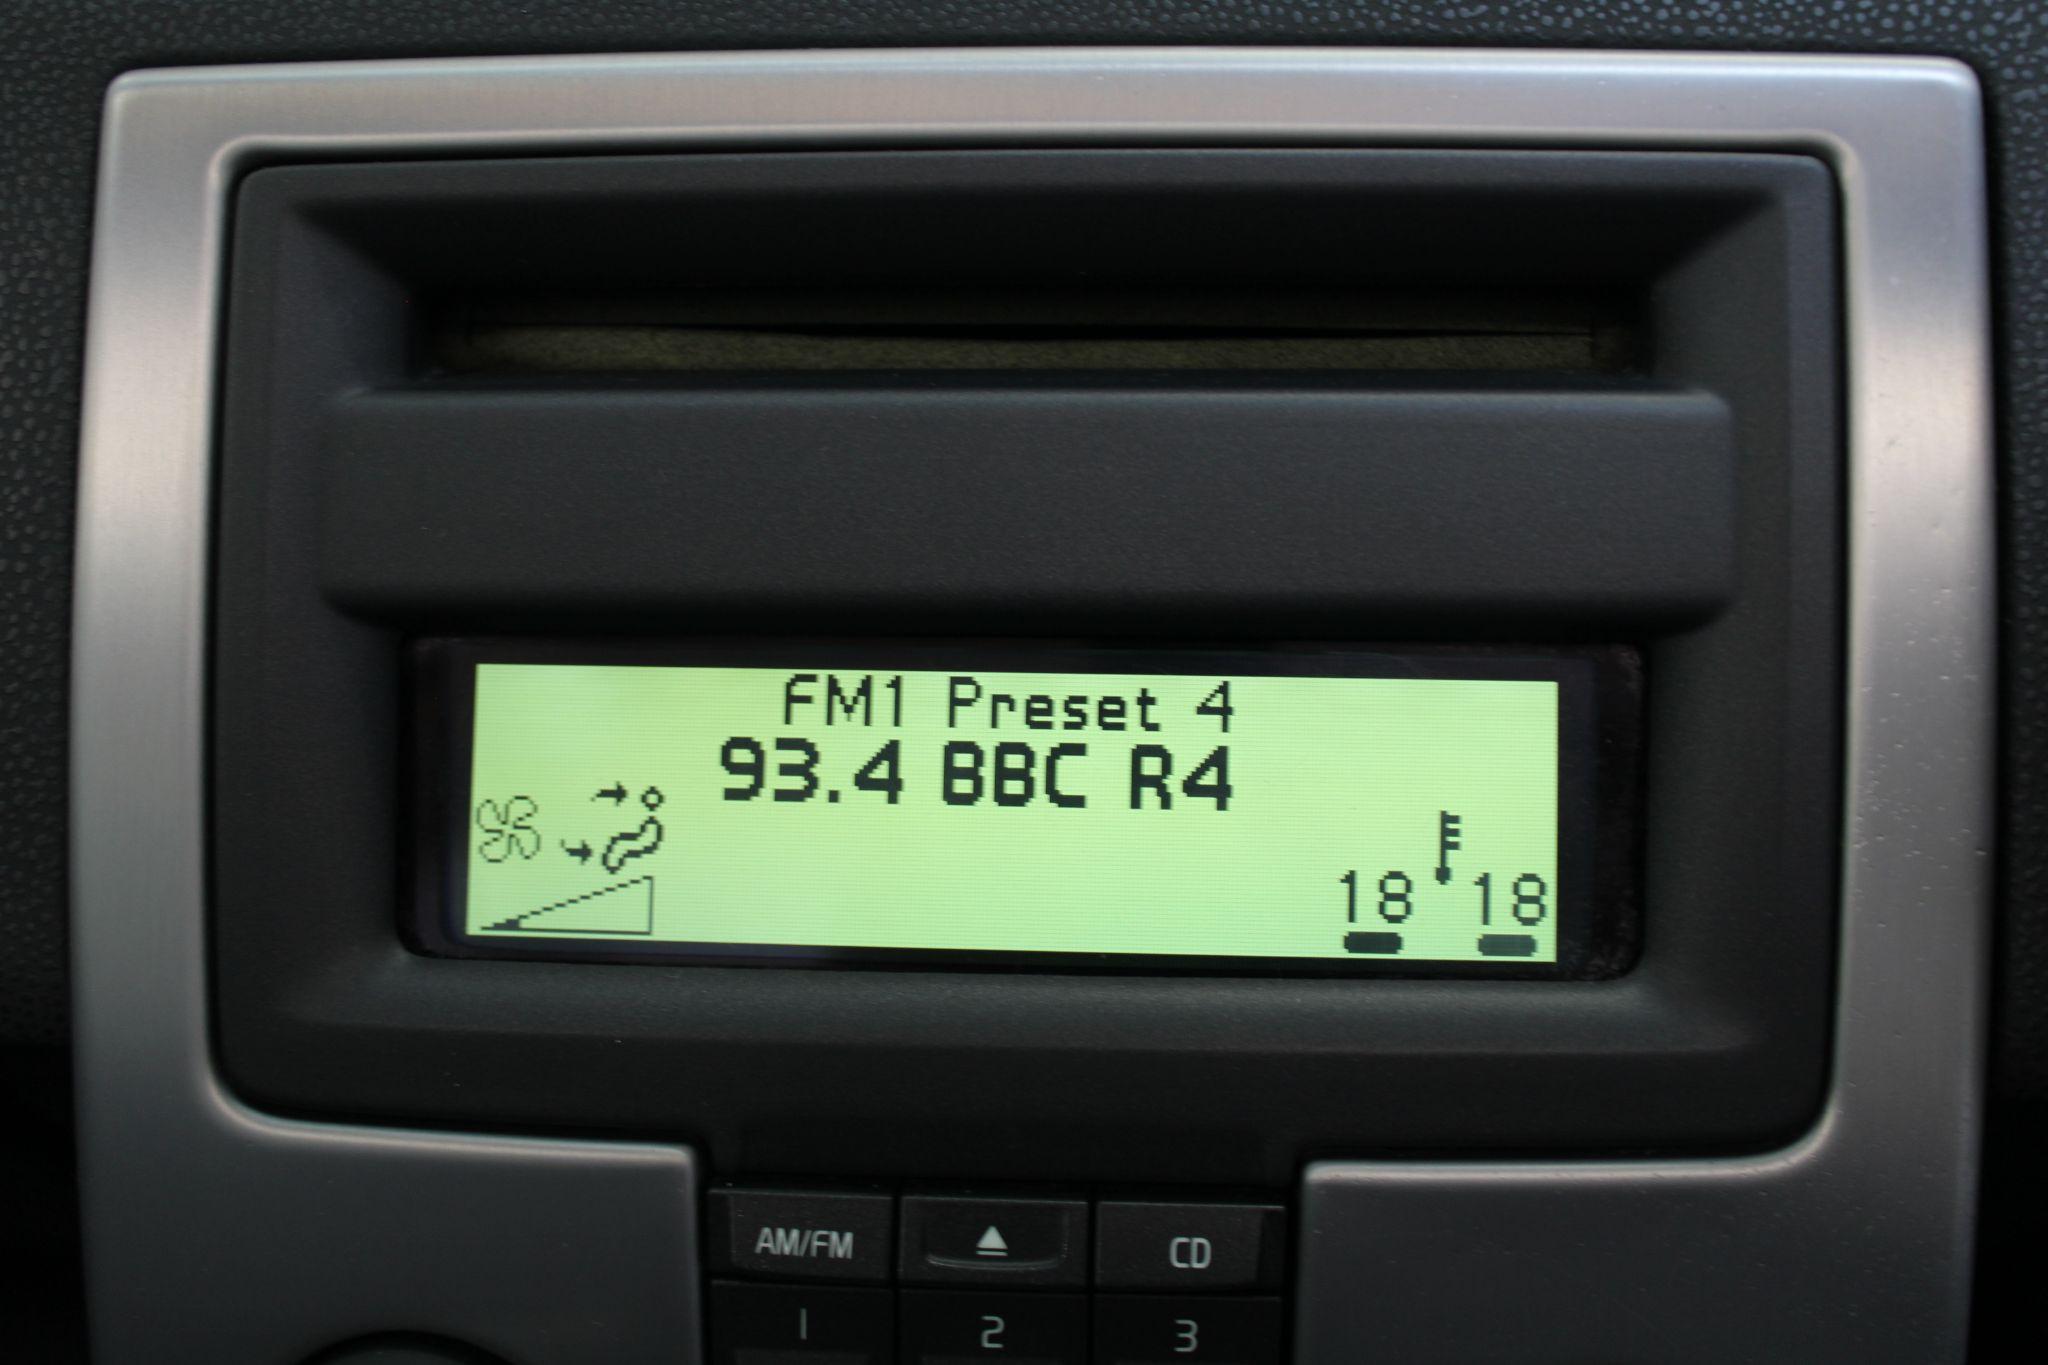 FM1 Preset 4
93.4 BBC R4
18 18
AM/FM CD
1 2 3